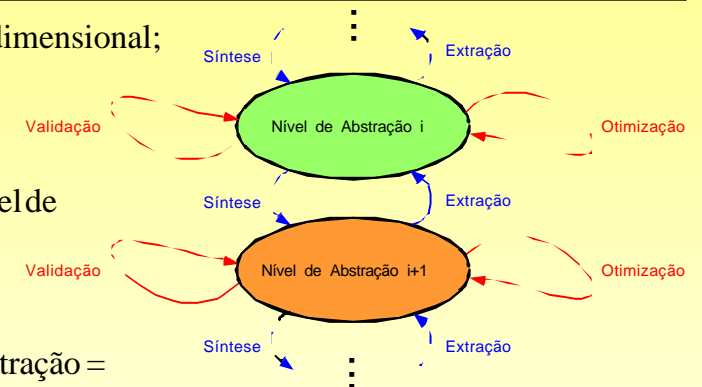 dimensional;
Síntese
Extração
Validação
Nível de Abstração i
Otimização
el de
Síntese
Extração
Validação
Nível de Abstração i+1
Otimização
tração =
Síntese
Extração